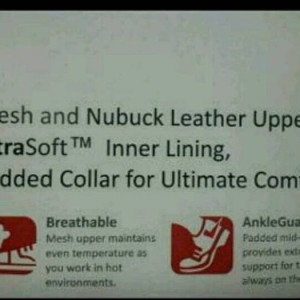 esh and Nubuck Leather Uppe
traSoft™ Inner Lining,
dded Collar for Ultimate Com
Breathable
Mesh upper maintains
even temperature as
you work in hot
environments.
AnkleGua
Padded mid-
provides ext
support for t
always on th